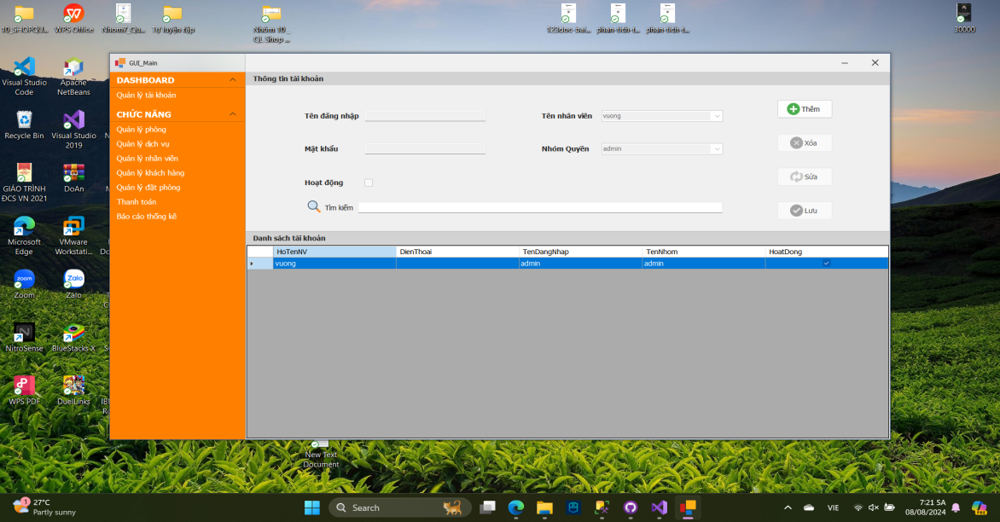 10_SHOPQU...
WPS Office
Nhom7_Qu...
Tự luyện tập
Nhóm 10 _
QL Shop ...
123doc-bai...
phan-tich-t...
phan-tich-t...
30000
Visual Studio
Code
Apache
NetBeans
Recycle Bin
Visual Studio
2019
GIÁO TRÌNH
ĐCS VN 2021
DoAn
Microsoft
Edge
VMware
Workstati...
Zoom
Zalo
NitroSense
BlueStacks X
WPS PDF
DuelLinks
GUI_Main
DASHBOARD
Quản lý tài khoản
CHỨC NĂNG
Quản lý phòng
Quản lý dịch vụ
Quản lý nhân viên
Quản lý khách hàng
Quản lý đặt phòng
Thanh toán
Báo cáo thống kê
Thông tin tài khoản
Tên đăng nhập
Tên nhân viên
vuong
Thêm
Mật khẩu
Nhóm Quyền
admin
Xóa
Hoạt động
Sửa
Tìm kiếm
Lưu
Danh sách tài khoản
HoTenNV
DienThoai
TenDangNhap
TenNhom
HoatDong
vuong
admin
admin
New Text
Document
1
27°C
Partly sunny
Search
VIE
7:21 SA
08/08/2024